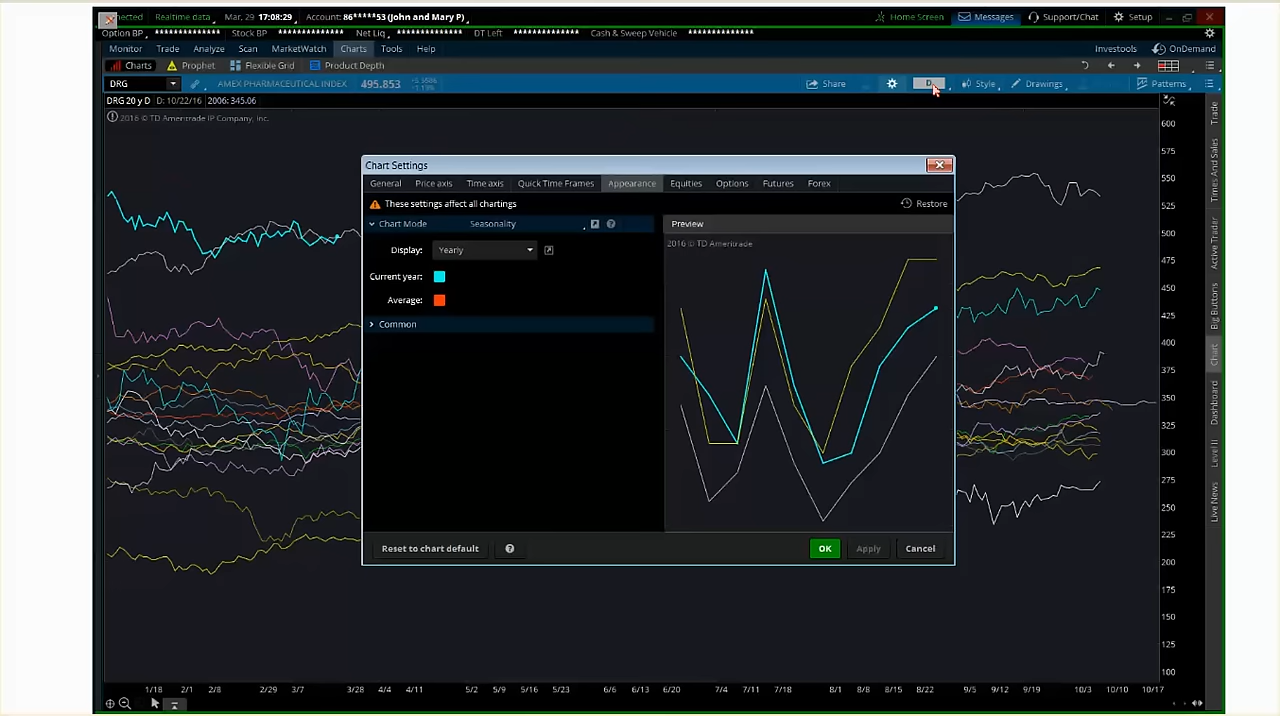 nected Realtime data Mar, 29 17:08:29 Account: 86****53 (John and Mary P) Home Screen Messages Support/Chat Setup
Option BP ************** Stock BP ************** Net Liq ************** DT Left ************** Cash & Sweep Vehicle **************
Monitor Trade Analyze Scan MarketWatch Charts Tools Help Investools OnDemand
Charts Prophet Flexible Grid Product Depth
DRG AMEX PHARMACEUTICAL INDEX 495.853 Share D Style Drawings Patterns
DRG 20 y D D: 10/22/16 2006: 345.06
2016 © TD Ameritrade IP Company, Inc.
Chart Settings
General Price axis Time axis Quick Time Frames Appearance Equities Options Futures Forex
These settings affect all chartings Restore
Chart Mode Seasonality
Display: Yearly
Current year:
Average:
Common
Preview
2016 © TD Ameritrade
Reset to chart default OK Apply Cancel
600
575
550
525
500
475
450
425
400
375
350
325
300
275
250
225
200
175
150
125
100
Trade
Times And Sales
Active Trader
Big Buttons
Chart
Dashboard
Level II
Live News
1/18 2/1 2/8 2/29 3/7 3/28 4/4 4/11 5/2 5/9 5/16 5/23 6/6 6/13 6/20 7/4 7/11 7/18 8/1 8/8 8/15 8/22 9/5 9/12 9/19 10/3 10/10 10/17